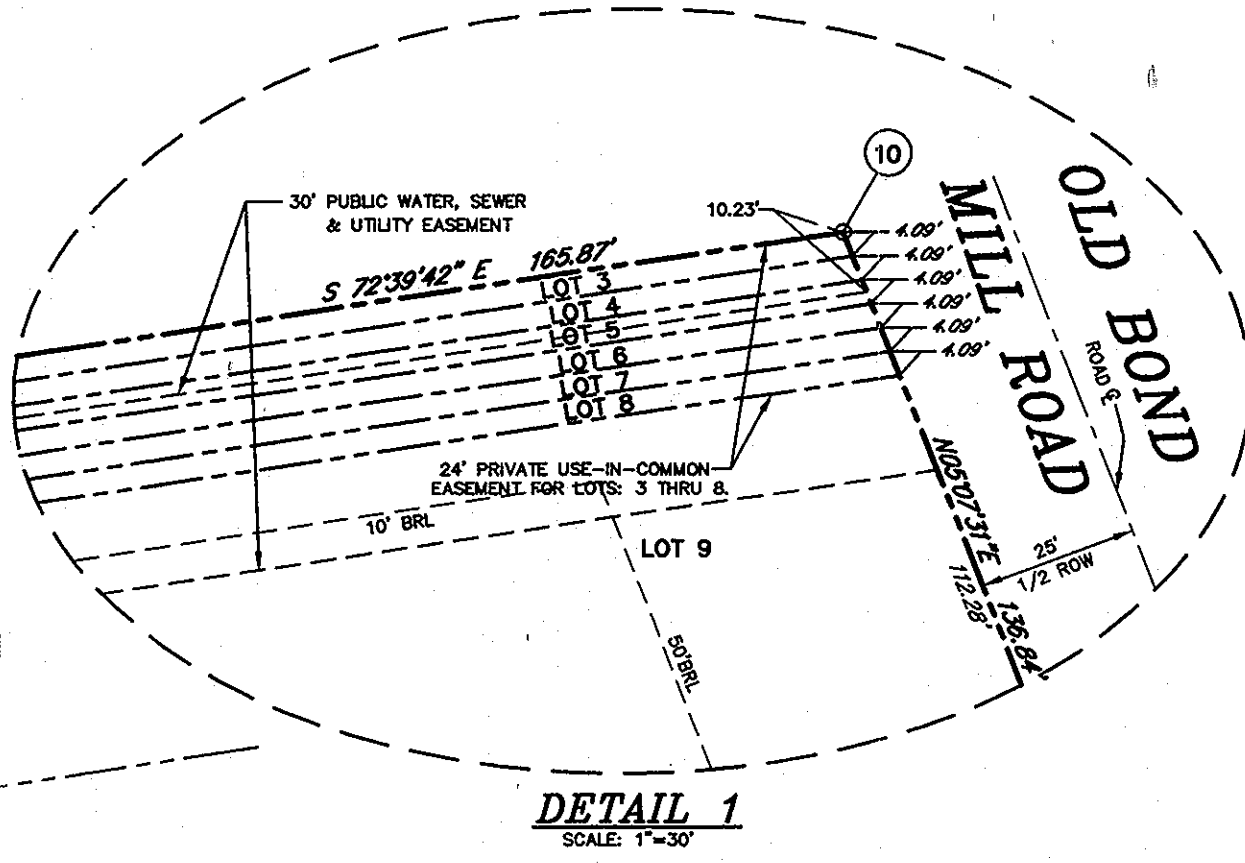 10
OLD BOND
MILL ROAD
30' PUBLIC WATER, SEWER
& UTILITY EASEMENT
10.23'
4.09'
4.09'
4.09'
4.09'
4.09'
4.09'
S 72°39'42" E 165.87'
LOT 3
LOT 4
LOT 5
LOT 6
LOT 7
LOT 8
ROAD ℄
24' PRIVATE USE-IN-COMMON
EASEMENT FOR LOTS: 3 THRU 8.
10' BRL
LOT 9
N05°07'31"E 136.84'
112.28'
25'
1/2 ROW
50'BRL
DETAIL 1
SCALE: 1"=30'